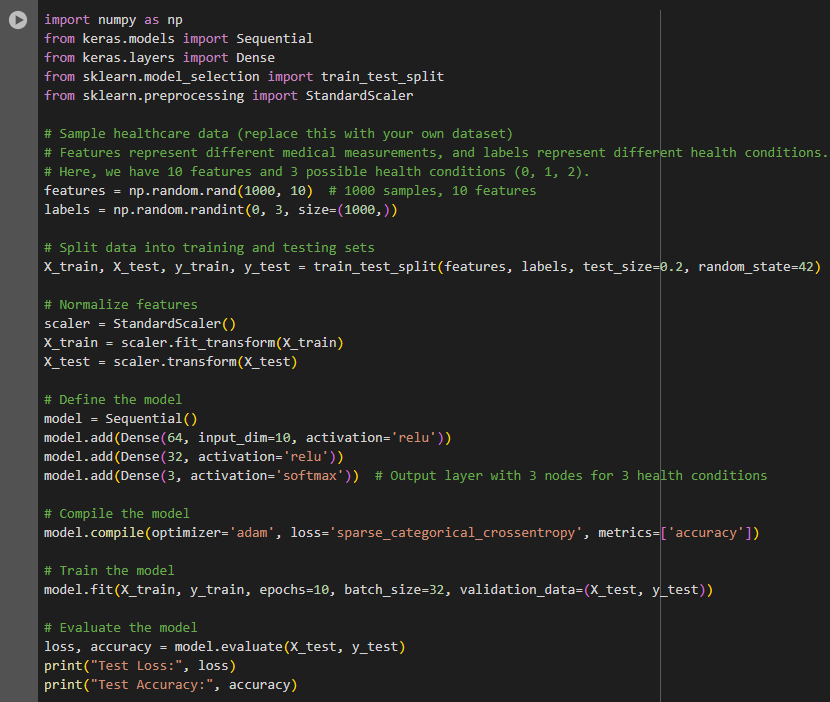 import numpy as np
from keras.models import Sequential
from keras.layers import Dense
from sklearn.model_selection import train_test_split
from sklearn.preprocessing import StandardScaler
# Sample healthcare data (replace this with your own dataset)
# Features represent different medical measurements, and labels represent different health conditions.
# Here, we have 10 features and 3 possible health conditions (0, 1, 2).
features = np.random.rand(1000, 10)  # 1000 samples, 10 features
labels = np.random.randint(0, 3, size=(1000,))
# Split data into training and testing sets
X_train, X_test, y_train, y_test = train_test_split(features, labels, test_size=0.2, random_state=42)
# Normalize features
scaler = StandardScaler()
X_train = scaler.fit_transform(X_train)
X_test = scaler.transform(X_test)
# Define the model
model = Sequential()
model.add(Dense(64, input_dim=10, activation='relu'))
model.add(Dense(32, activation='relu'))
model.add(Dense(3, activation='softmax'))  # Output layer with 3 nodes for 3 health conditions
# Compile the model
model.compile(optimizer='adam', loss='sparse_categorical_crossentropy', metrics=['accuracy'])
# Train the model
model.fit(X_train, y_train, epochs=10, batch_size=32, validation_data=(X_test, y_test))
# Evaluate the model
loss, accuracy = model.evaluate(X_test, y_test)
print("Test Loss:", loss)
print("Test Accuracy:", accuracy)